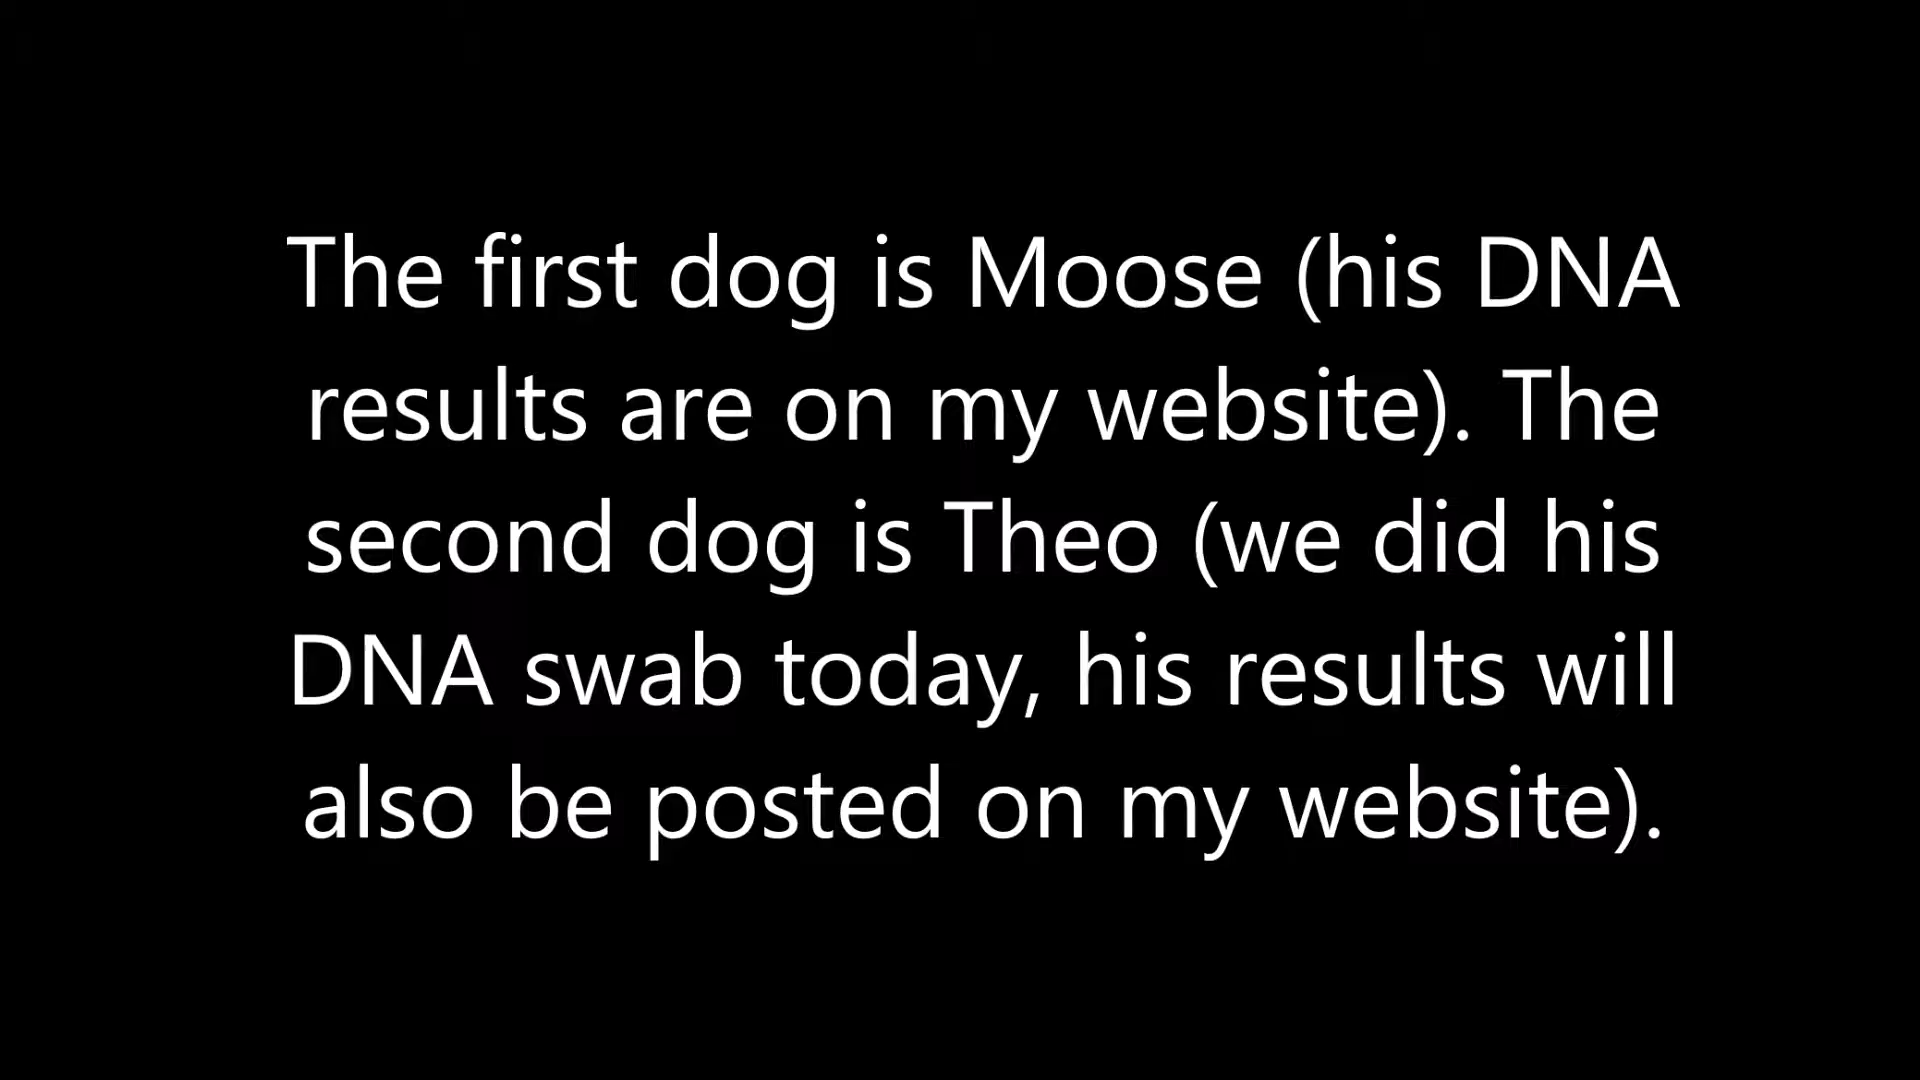 The first dog is Moose (his DNA
results are on my website). The
second dog is Theo (we did his
DNA swab today, his results will
also be posted on my website).